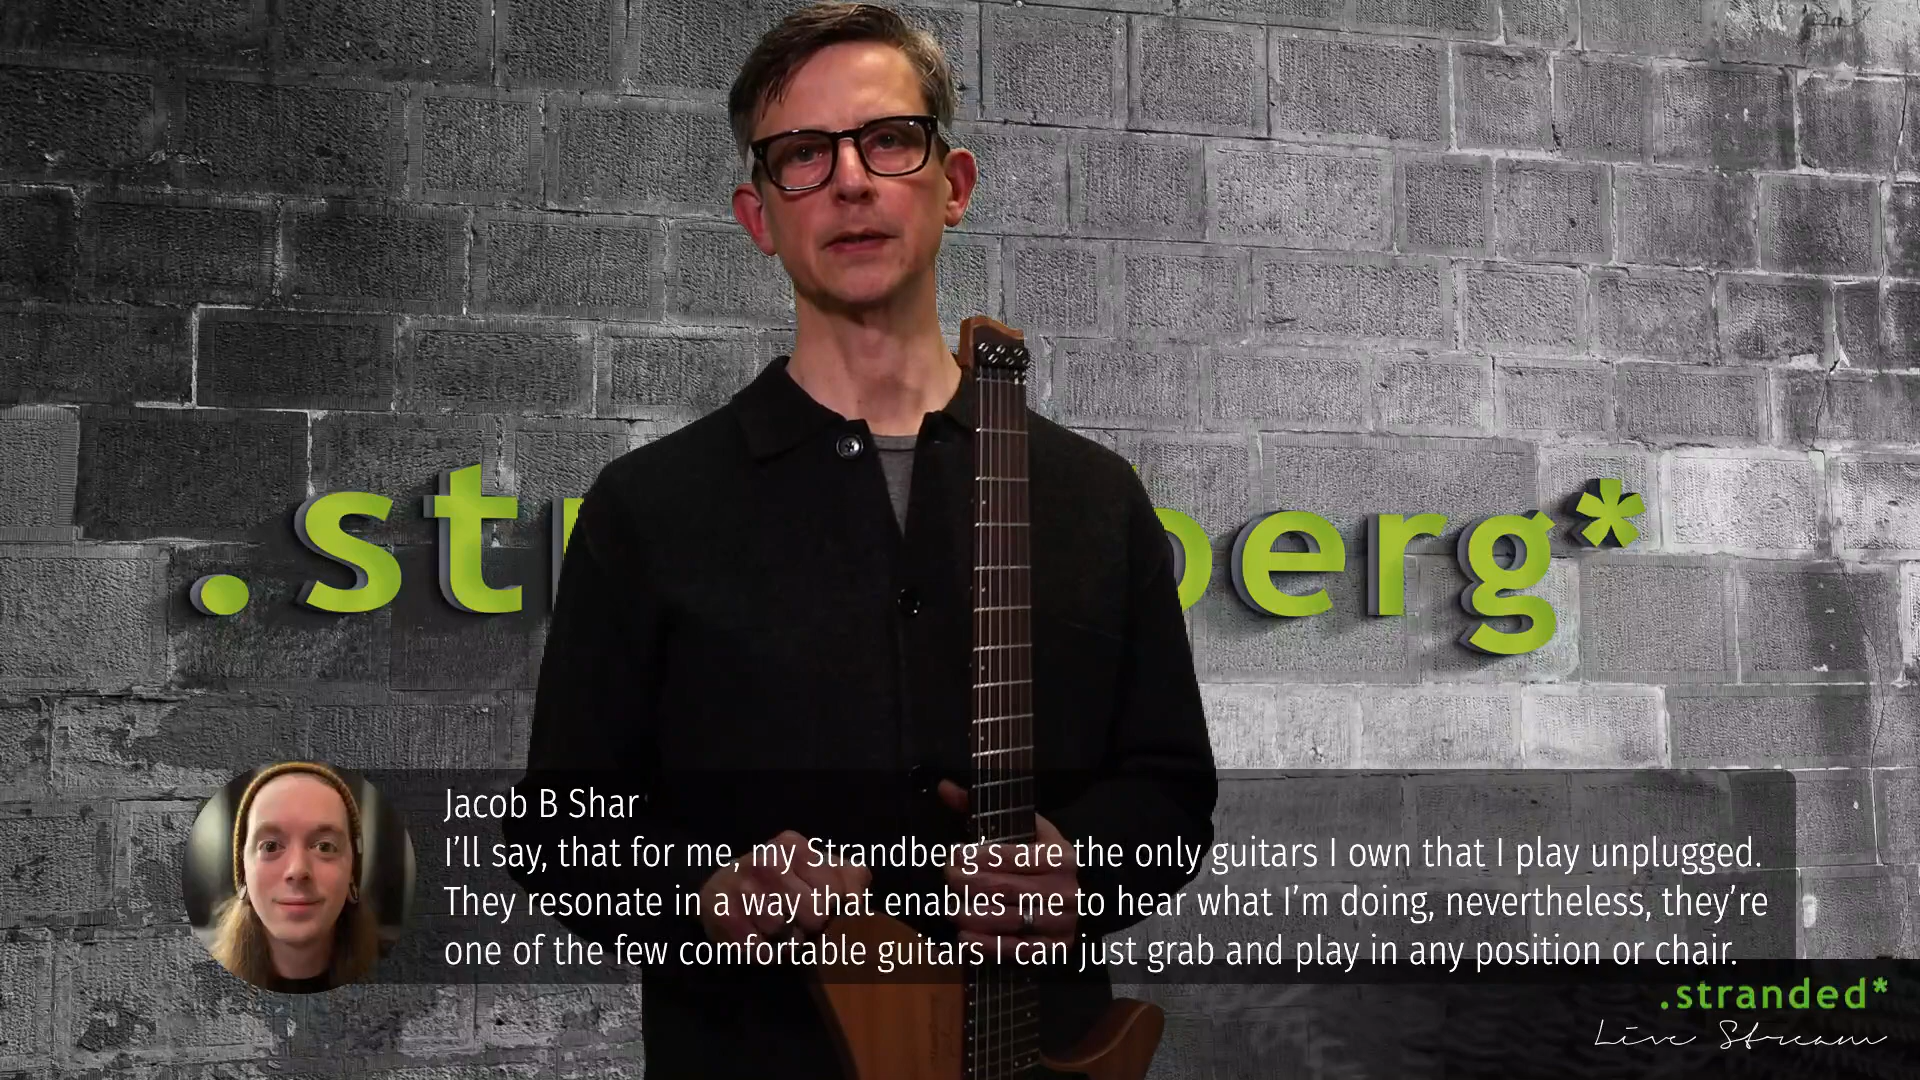 .st berg*
Jacob B Shar
I'll say, that for me, my Strandberg's are the only guitars I own that I play unplugged.
They resonate in a way that enables me to hear what I'm doing, nevertheless, they're
one of the few comfortable guitars I can just grab and play in any position or chair.
.stranded*
Live Stream